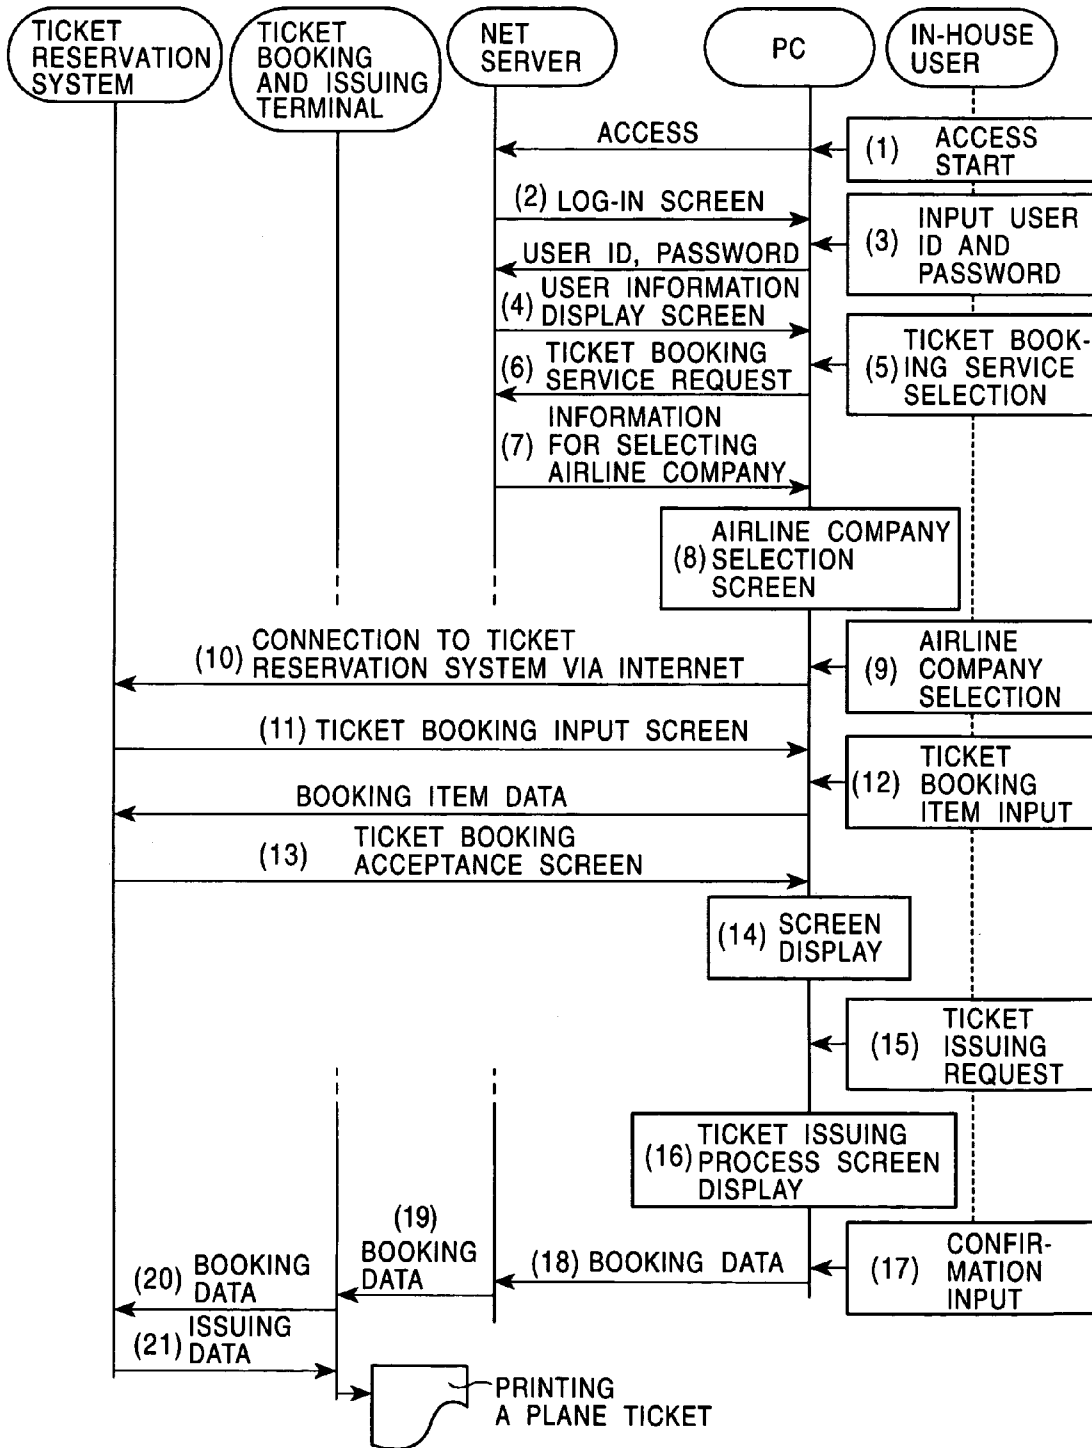 TICKET
RESERVATION
SYSTEM
TICKET
BOOKING
AND ISSUING
TERMINAL
NET
SERVER
PC
IN-HOUSE
USER
ACCESS
(1) ACCESS
START
(2) LOG-IN SCREEN
(3) INPUT USER
ID AND
PASSWORD
USER ID, PASSWORD
(4) USER INFORMATION
DISPLAY SCREEN
(5) TICKET BOOK-
ING SERVICE
SELECTION
(6) TICKET BOOKING
SERVICE REQUEST
(7) INFORMATION
FOR SELECTING
AIRLINE COMPANY
(8) AIRLINE COMPANY
SELECTION
SCREEN
(9) AIRLINE
COMPANY
SELECTION
(10) CONNECTION TO TICKET
RESERVATION SYSTEM VIA INTERNET
(11) TICKET BOOKING INPUT SCREEN
(12) TICKET
BOOKING
ITEM INPUT
BOOKING ITEM DATA
(13) TICKET BOOKING
ACCEPTANCE SCREEN
(14) SCREEN
DISPLAY
(15) TICKET
ISSUING
REQUEST
(16) TICKET ISSUING
PROCESS SCREEN
DISPLAY
(17) CONFIR-
MATION
INPUT
(18) BOOKING DATA
(19)
BOOKING
DATA
(20) BOOKING
DATA
(21) ISSUING
DATA
PRINTING
A PLANE TICKET